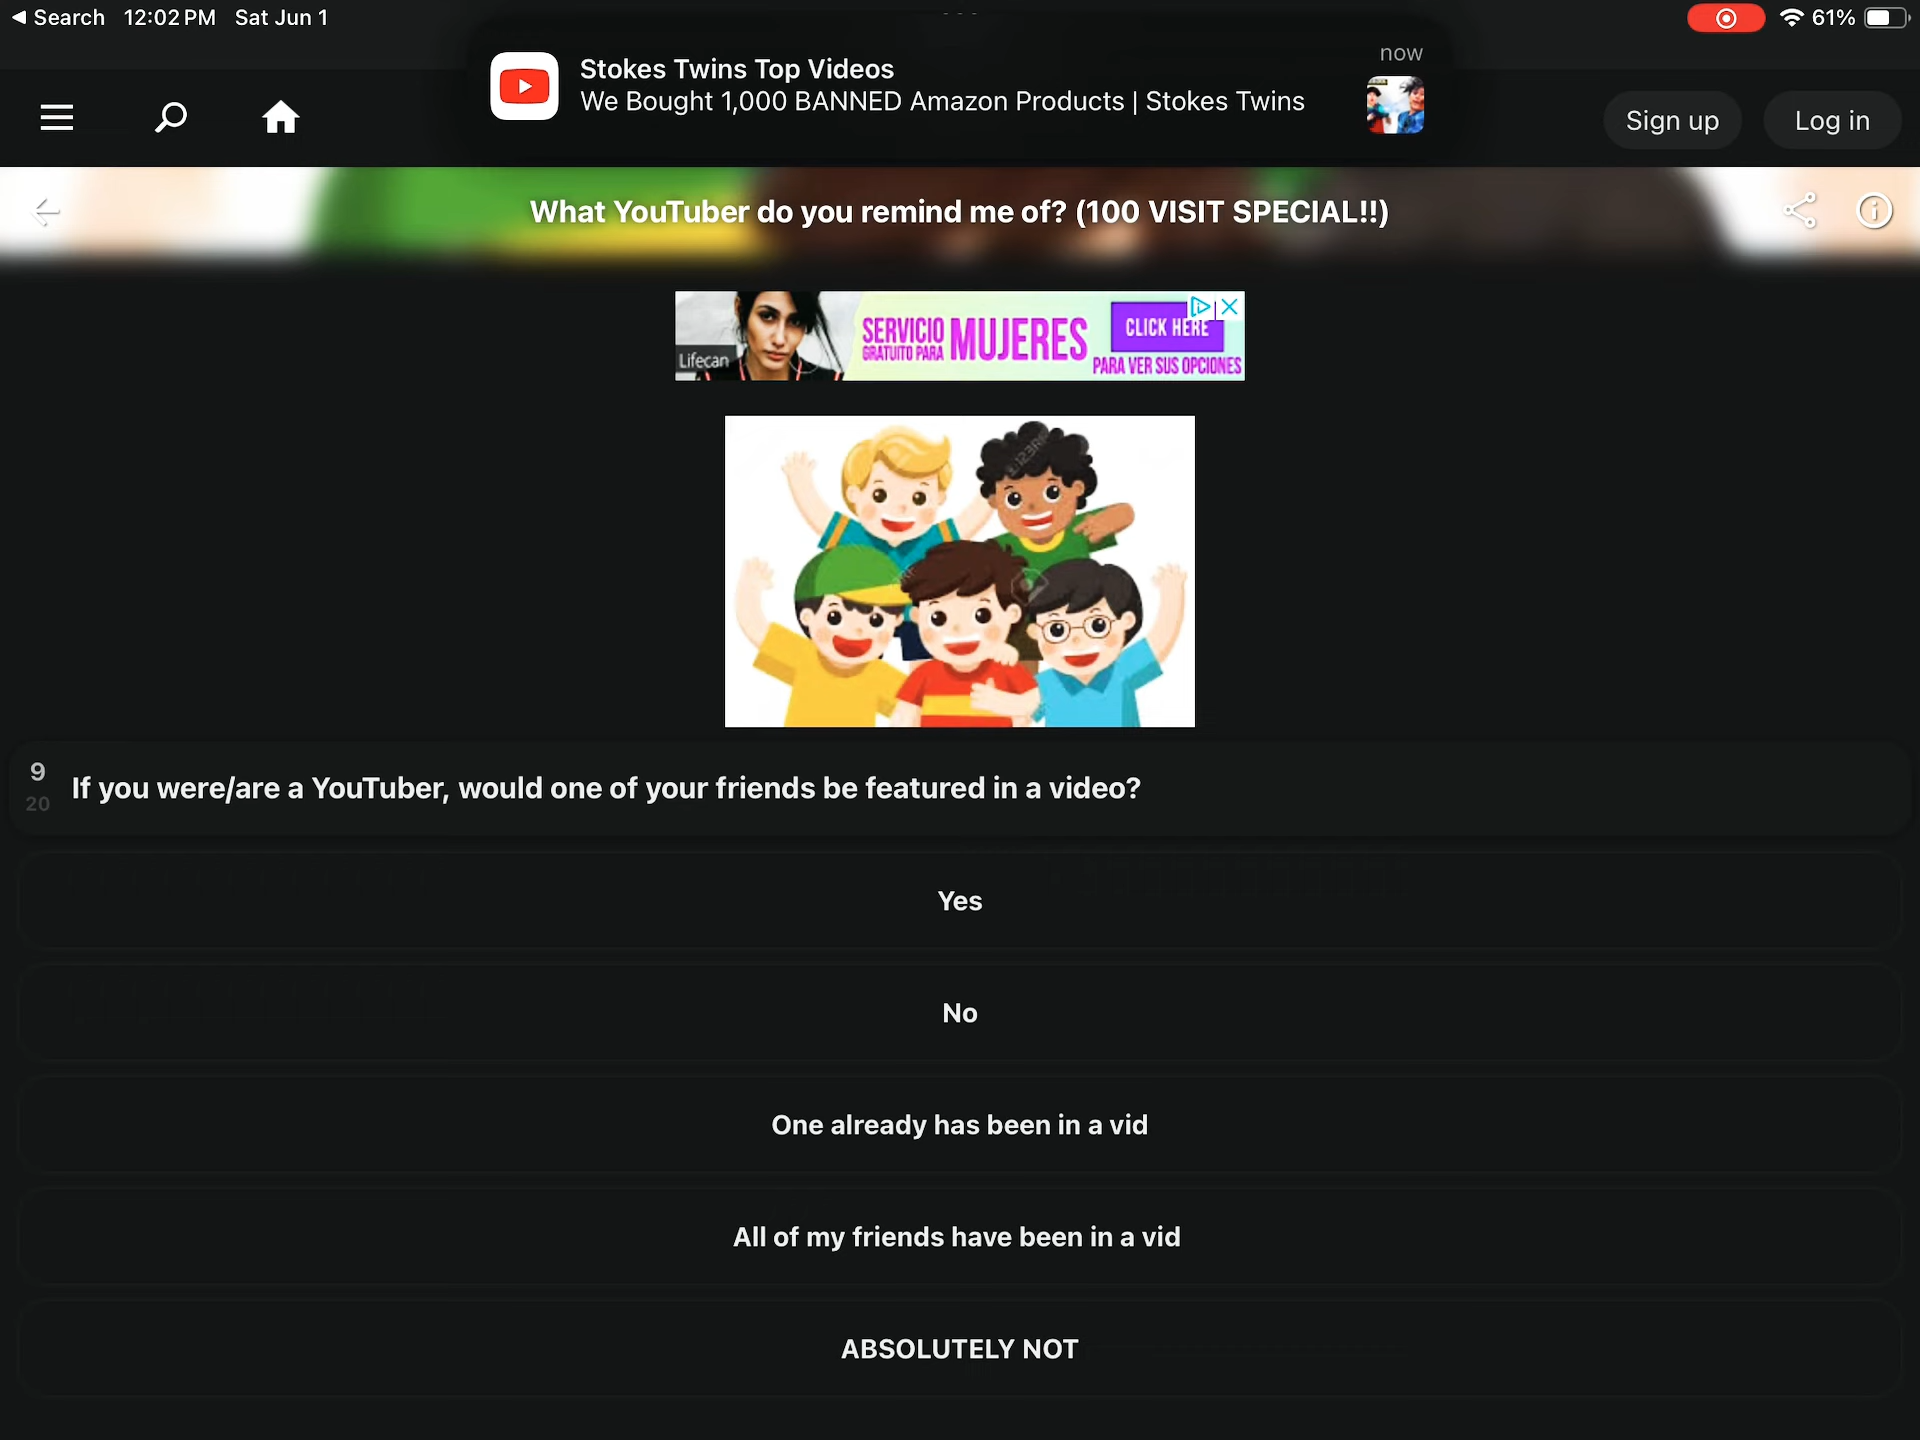 Search 12:02 PM Sat Jun 1
61%
Stokes Twins Top Videos
now
We Bought 1,000 BANNED Amazon Products | Stokes Twins
Sign up
Log in
What YouTuber do you remind me of? (100 VISIT SPECIAL!!)
Lifecan
SERVICIO
GRATUITO PARA
MUJERES
CLICK HERE
PARA VER SUS OPCIONES
123RF
9
20
If you were/are a YouTuber, would one of your friends be featured in a video?
Yes
No
One already has been in a vid
All of my friends have been in a vid
ABSOLUTELY NOT